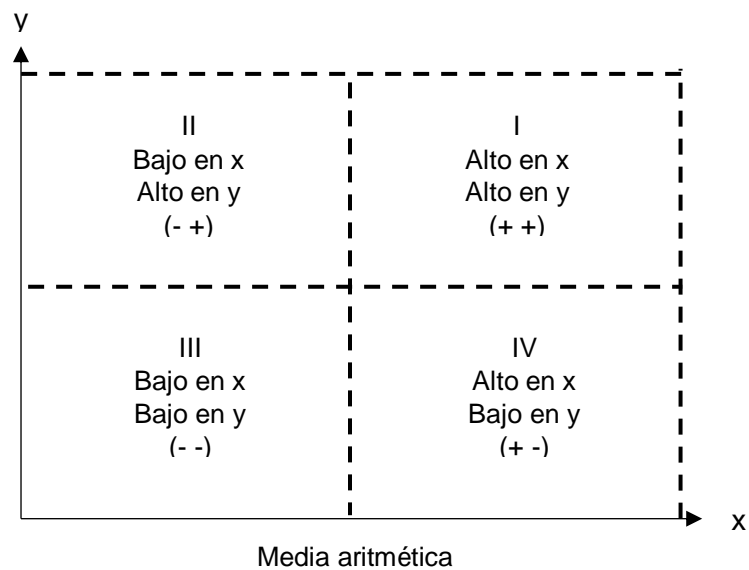 y
II
Bajo en x
Alto en y
(- +)
I
Alto en x
Alto en y
(+ +)
III
Bajo en x
Bajo en y
(- -)
IV
Alto en x
Bajo en y
(+ -)
x
Media aritmética